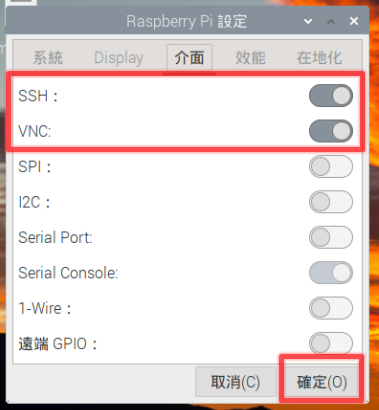 Raspberry Pi 設定
系統 Display 介面 效能 在地化
SSH：
VNC:
SPI：
I2C：
Serial Port:
Serial Console:
1-Wire：
遠端 GPIO：
取消(C) 確定(O)